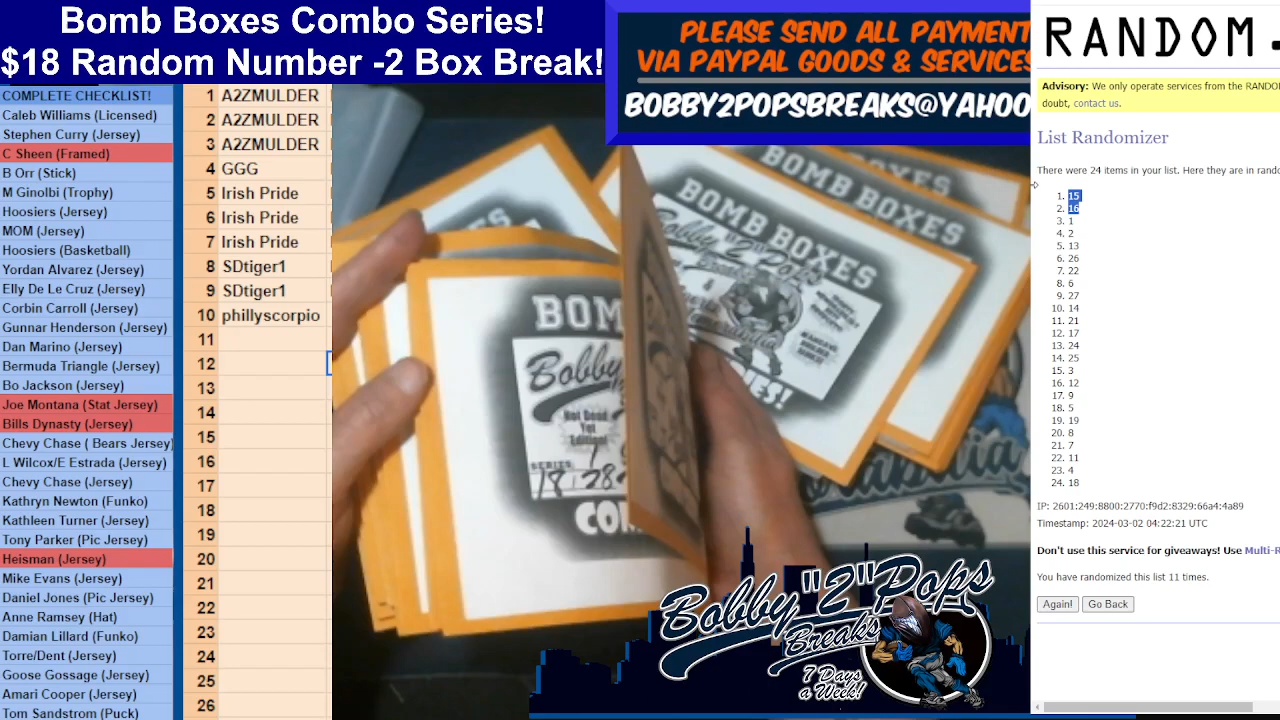 Bomb Boxes Combo Series!
$18 Random Number -2 Box Break!
PLEASE SEND ALL PAYMENT
VIA PAYPAL GOODS & SERVICES
BOBBY2POPSBREAKS@YAHOO
COMPLETE CHECKLIST!
Caleb Williams (Licensed)
Stephen Curry (Jersey)
C Sheen (Framed)
B Orr (Stick)
M Ginolbi (Trophy)
Hoosiers (Jersey)
MOM (Jersey)
Hoosiers (Basketball)
Yordan Alvarez (Jersey)
Elly De Le Cruz (Jersey)
Corbin Carroll (Jersey)
Gunnar Henderson (Jersey)
Dan Marino (Jersey)
Bermuda Triangle (Jersey)
Bo Jackson (Jersey)
Joe Montana (Stat Jersey)
Bills Dynasty (Jersey)
Chevy Chase ( Bears Jersey)
L Wilcox/E Estrada (Jersey)
Chevy Chase (Jersey)
Kathryn Newton (Funko)
Kathleen Turner (Jersey)
Tony Parker (Pic Jersey)
Heisman (Jersey)
Mike Evans (Jersey)
Daniel Jones (Pic Jersey)
Anne Ramsey (Hat)
Damian Lillard (Funko)
Torre/Dent (Jersey)
Goose Gossage (Jersey)
Amari Cooper (Jersey)
Tom Sandstrom (Puck)
1 A2ZMULDER
2 A2ZMULDER
3 A2ZMULDER
4 GGG
5 Irish Pride
6 Irish Pride
7 Irish Pride
8 SDtiger1
9 SDtiger1
10 phillyscorpio
11
12
13
14
15
16
17
18
19
20
21
22
23
24
25
26
BOMB BOXES
BOMB BOXES
Bobby "2" Pops
BOM
Bobby
Not Dead
Yet
Edition!
SERIES
COM
Bobby "2" Pops
Breaks
7 Days
a Week!
RANDOM.
Advisory: We only operate services from the RANDO
doubt, contact us.
List Randomizer
There were 24 items in your list. Here they are in rando
1. 15
2. 16
3. 1
4. 2
5. 13
6. 26
7. 22
8. 6
9. 27
10. 14
11. 21
12. 17
13. 24
14. 25
15. 3
16. 12
17. 9
18. 5
19. 19
20. 8
21. 7
22. 11
23. 4
24. 18
IP: 2601:249:8800:2770:f9d2:8329:66a4:4a89
Timestamp: 2024-03-02 04:22:21 UTC
Don't use this service for giveaways! Use Multi-R
You have randomized this list 11 times.
Again! Go Back